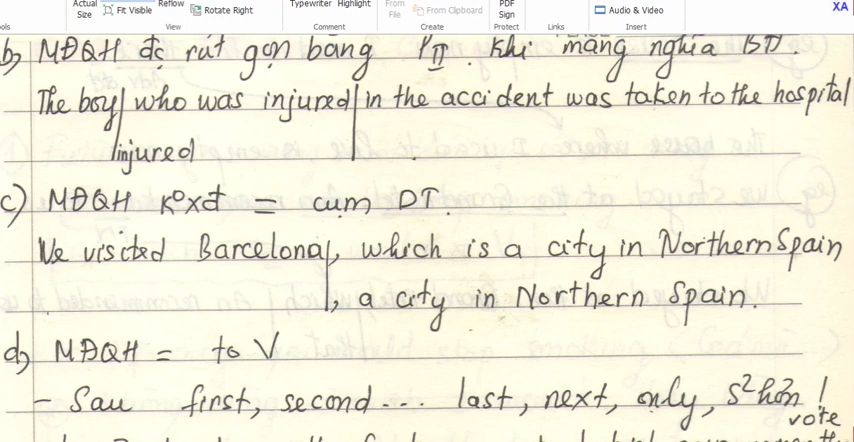 Actual Size
Fit Visible
Reflow
Rotate Right
Typewriter Highlight
From File
From Clipboard
PDF Sign
Audio & Video
XA
View Comment Create Protect Links Insert
b) MĐQH đc rút gọn bằng PII khi mang nghĩa BĐ.
The boy| who was injured| in the accident was taken to the hospital
injured
c) MĐQH k°xđ = cụm DT.
We visited Barcelona, which is a city in Northern Spain
, a city in Northern Spain.
d) MĐQH = to V
- Sau first, second ... last, next, only, s² hơn !
vote